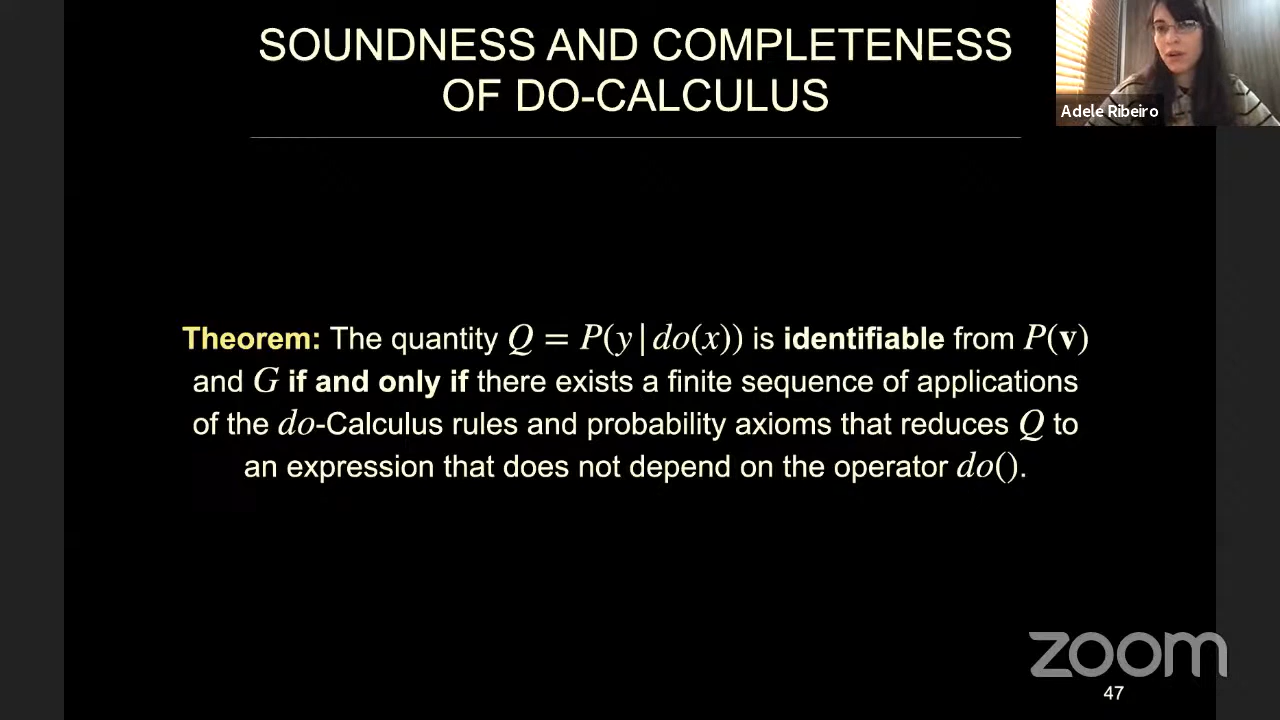 SOUNDNESS AND COMPLETENESS
OF DO-CALCULUS
Adele Ribeiro
Theorem: The quantity Q = P(y | do(x)) is identifiable from P(v)
and G if and only if there exists a finite sequence of applications
of the do-Calculus rules and probability axioms that reduces Q to
an expression that does not depend on the operator do().
zoom
47